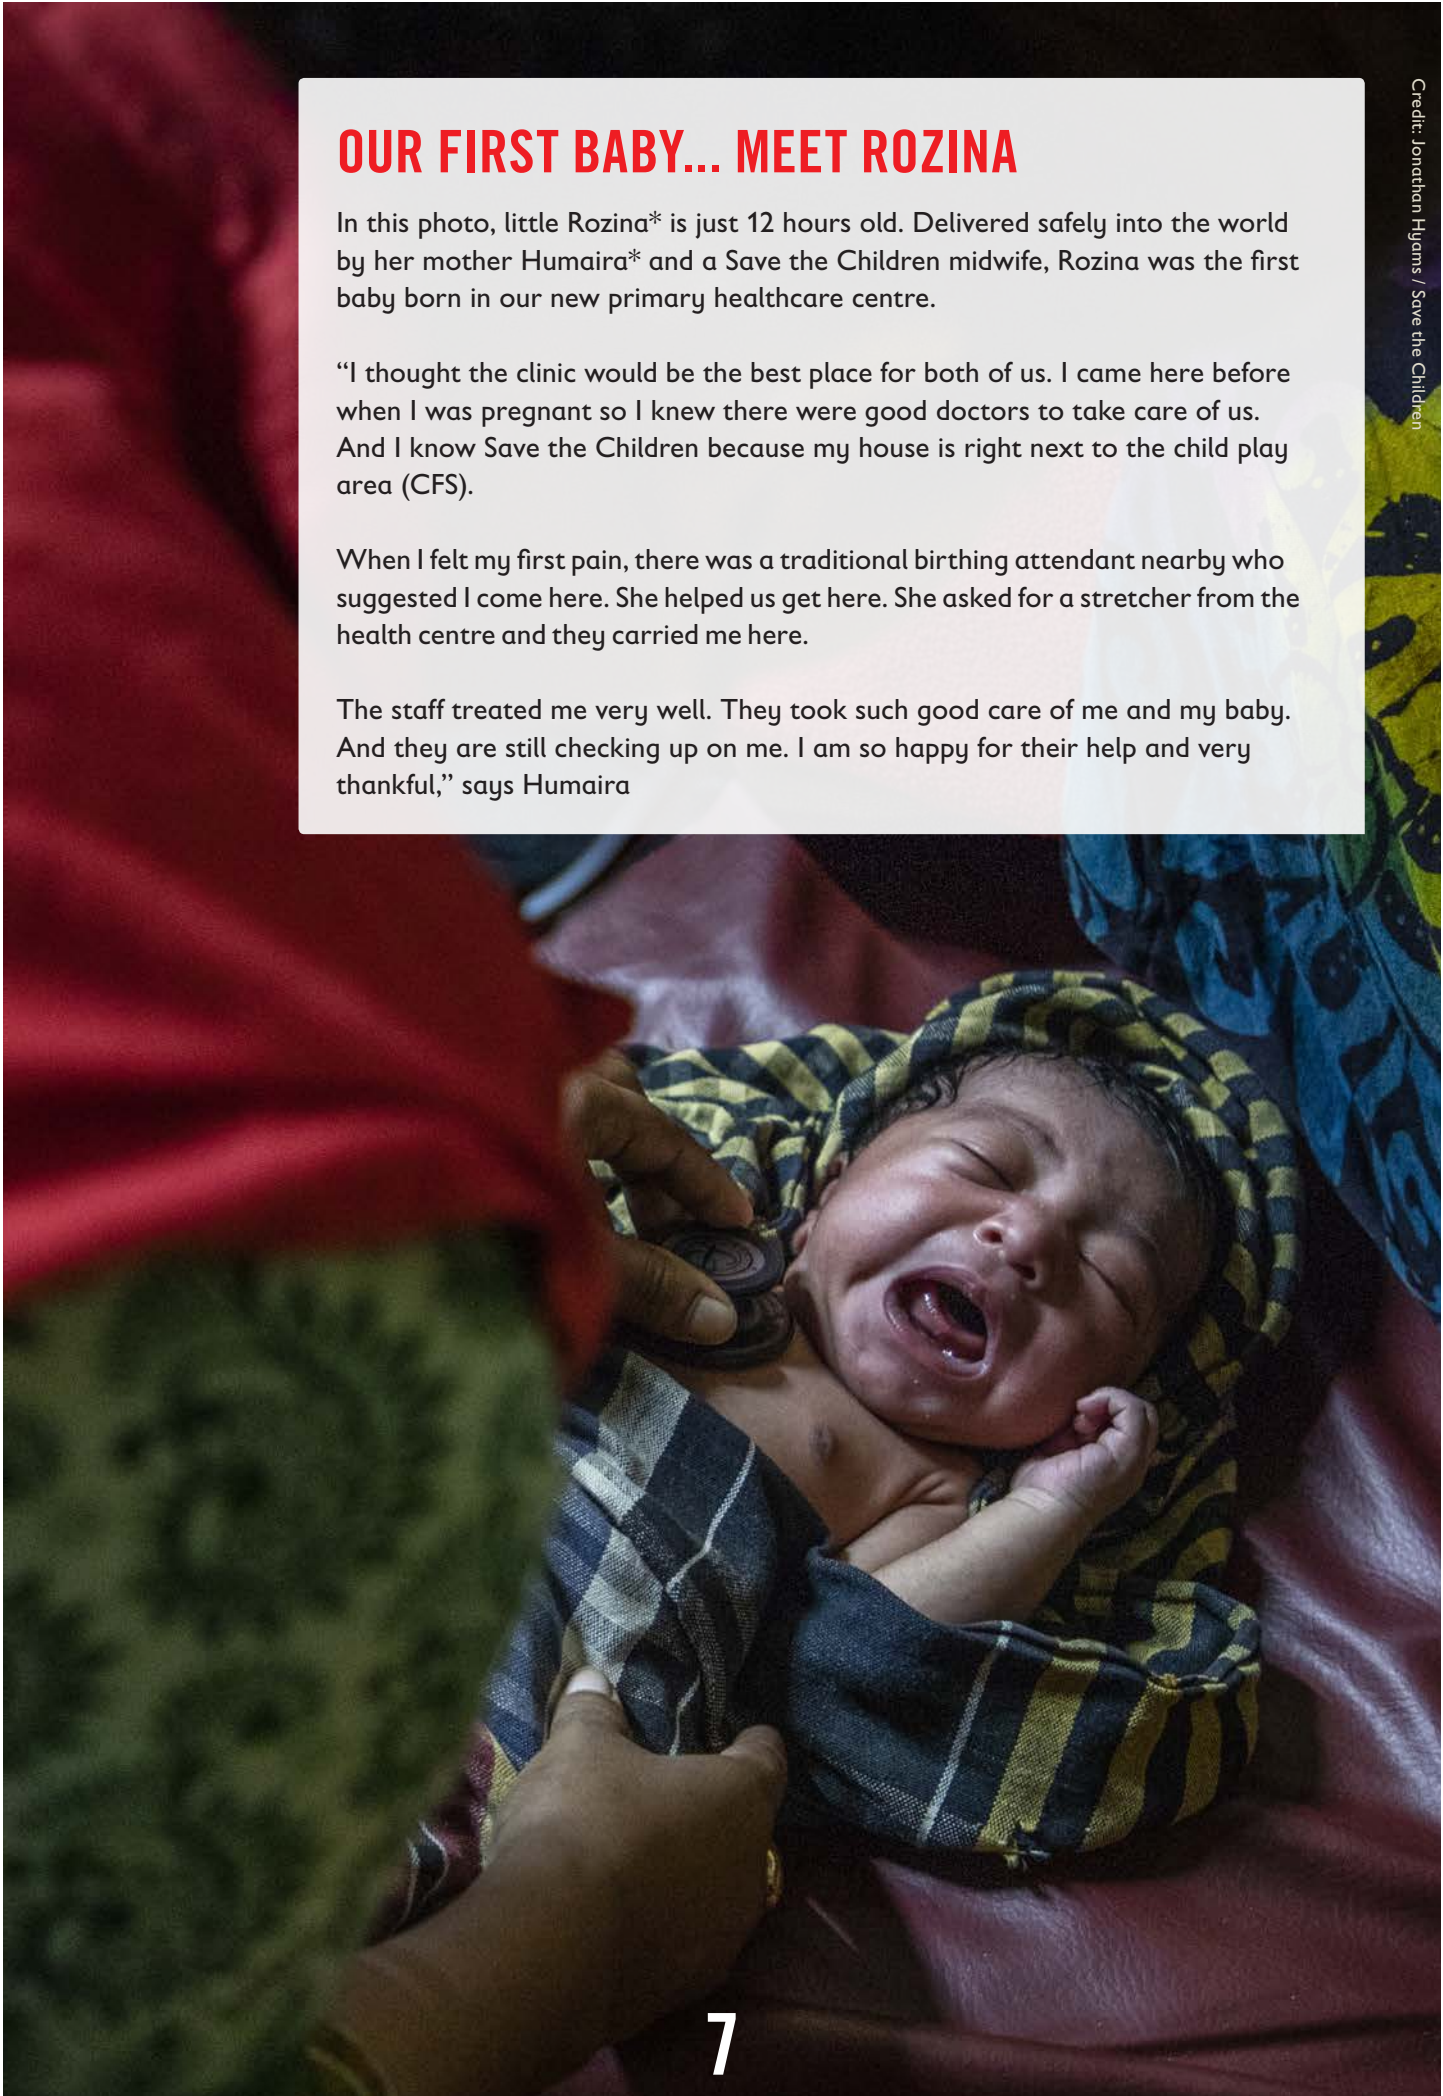 OUR FIRST BABY... MEET ROZINA
In this photo, little Rozina* is just 12 hours old. Delivered safely into the world
by her mother Humaira* and a Save the Children midwife, Rozina was the first
baby born in our new primary healthcare centre.
“I thought the clinic would be the best place for both of us. I came here before
when I was pregnant so I knew there were good doctors to take care of us.
And I know Save the Children because my house is right next to the child play
area (CFS).
When I felt my first pain, there was a traditional birthing attendant nearby who
suggested I come here. She helped us get here. She asked for a stretcher from the
health centre and they carried me here.
The staff treated me very well. They took such good care of me and my baby.
And they are still checking up on me. I am so happy for their help and very
thankful,” says Humaira
Credit: Jonathan Hyams / Save the Children
7